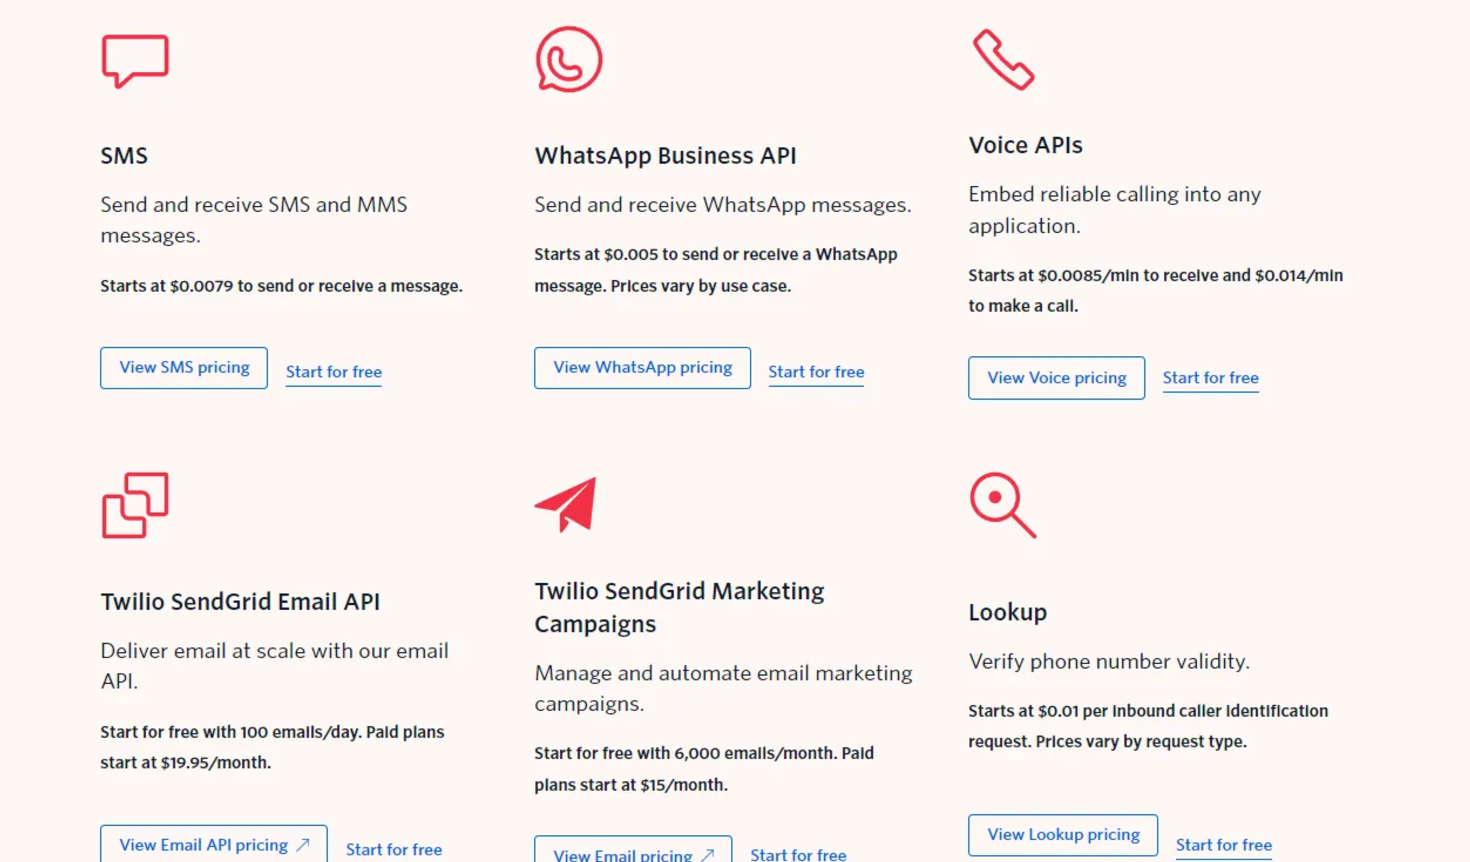 SMS
Send and receive SMS and MMS
messages.
Starts at $0.0079 to send or receive a message.
View SMS pricing
Start for free
WhatsApp Business API
Send and receive WhatsApp messages.
Starts at $0.005 to send or receive a WhatsApp
message. Prices vary by use case.
View WhatsApp pricing
Start for free
Voice APIs
Embed reliable calling into any
application.
Starts at $0.0085/min to receive and $0.014/min
to make a call.
View Voice pricing
Start for free
Twilio SendGrid Email API
Deliver email at scale with our email
API.
Start for free with 100 emails/day. Paid plans
start at $19.95/month.
View Email API pricing
Start for free
Twilio SendGrid Marketing
Campaigns
Manage and automate email marketing
campaigns.
Start for free with 6,000 emails/month. Paid
plans start at $15/month.
View Email pricing
Start for free
Lookup
Verify phone number validity.
Starts at $0.01 per inbound caller identification
request. Prices vary by request type.
View Lookup pricing
Start for free